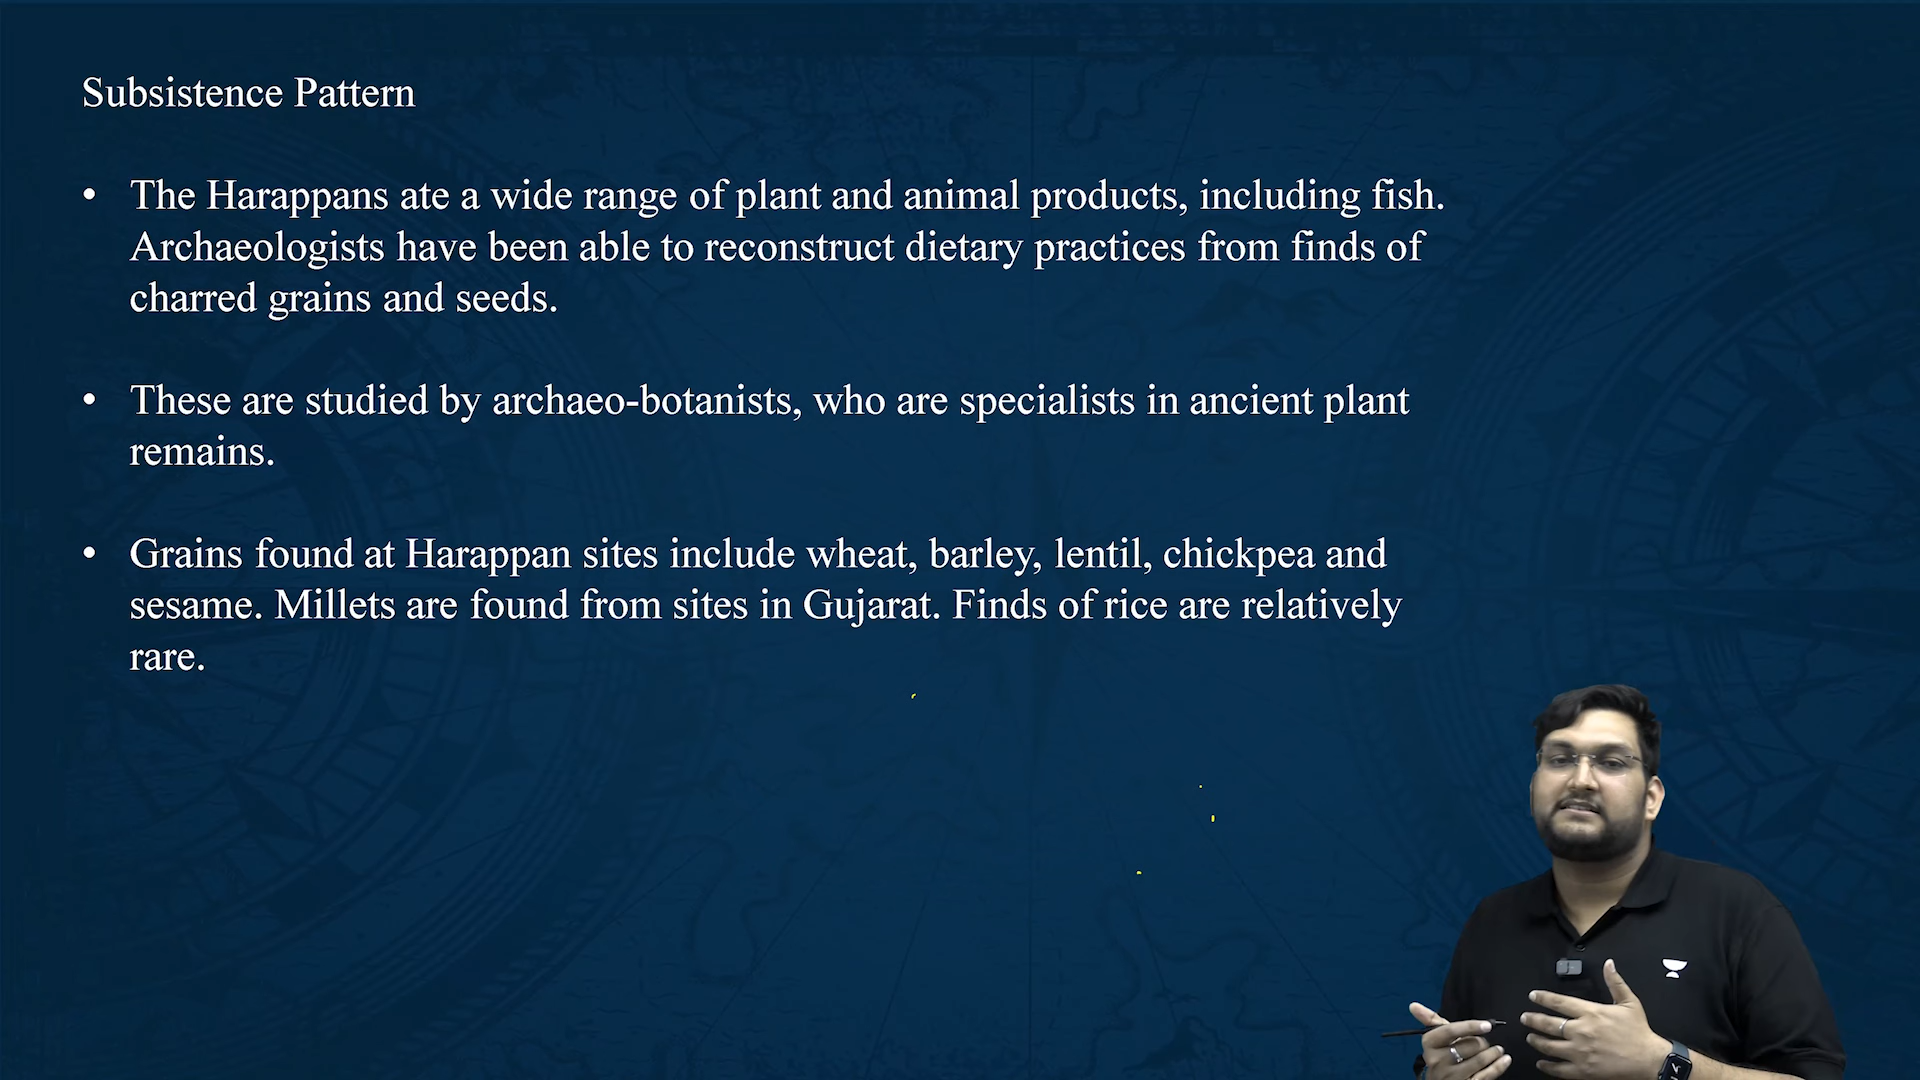 Subsistence Pattern
• The Harappans ate a wide range of plant and animal products, including fish.
Archaeologists have been able to reconstruct dietary practices from finds of
charred grains and seeds.
• These are studied by archaeo-botanists, who are specialists in ancient plant
remains.
• Grains found at Harappan sites include wheat, barley, lentil, chickpea and
sesame. Millets are found from sites in Gujarat. Finds of rice are relatively
rare.